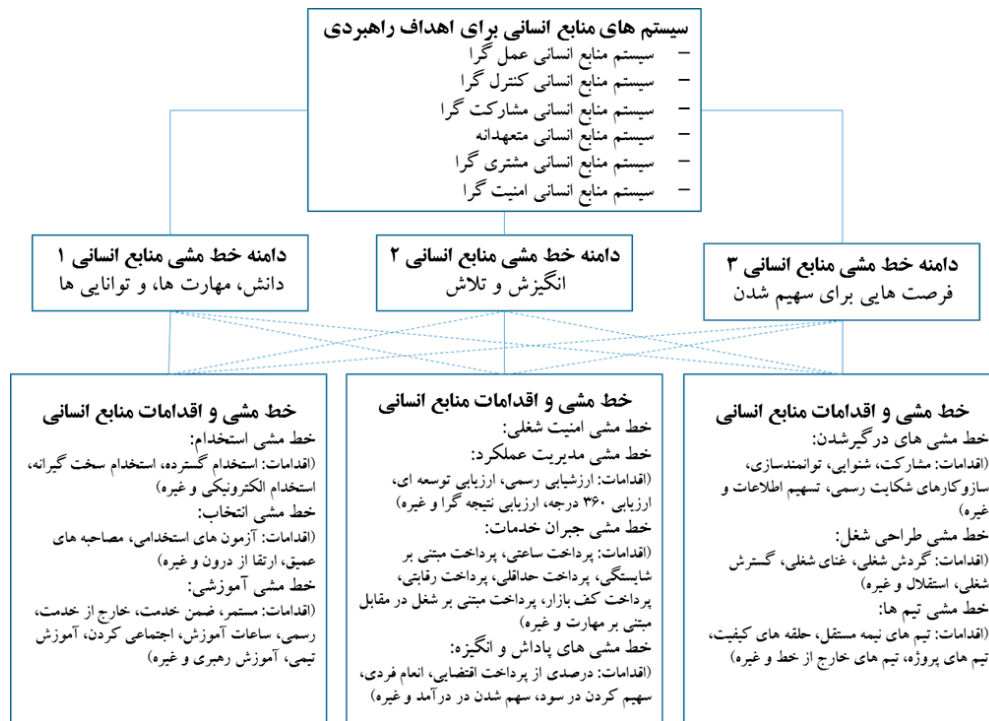 سیستم های منابع انسانی برای اهداف راهبردی
– سیستم منابع انسانی عمل گرا
– سیستم منابع انسانی کنترل گرا
– سیستم منابع انسانی مشارکت گرا
– سیستم منابع انسانی متعهدانه
– سیستم منابع انسانی مشتری گرا
– سیستم منابع انسانی امنیت گرا
دامنه خط مشی منابع انسانی ۳
فرصت هایی برای سهیم شدن
دامنه خط مشی منابع انسانی ۲
انگیزش و تلاش
دامنه خط مشی منابع انسانی ۱
دانش، مهارت ها، و توانایی ها
خط مشی و اقدامات منابع انسانی
خط مشی های درگیرشدن:
(اقدامات: مشارکت، شنوایی، توانمندسازی،
سازوکارهای شکایت رسمی، تسهیم اطلاعات و
غیره)
خط مشی طراحی شغل:
(اقدامات: گردش شغلی، غنای شغلی، گسترش
شغلی، استقلال و غیره)
خط مشی تیم ها:
(اقدامات: تیم های نیمه مستقل، حلقه های کیفیت،
تیم های پروژه، تیم های خارج از خط و غیره)
خط مشی و اقدامات منابع انسانی
خط مشی امنیت شغلی:
خط مشی مدیریت عملکرد:
(اقدامات: ارزشیابی رسمی، ارزیابی توسعه ای،
ارزیابی ۳۶۰ درجه، ارزیابی نتیجه گرا و غیره)
خط مشی جبران خدمات:
(اقدامات: پرداخت ساعتی، پرداخت مبتنی بر
شایستگی، پرداخت حداقلی، پرداخت رقابتی،
پرداخت کف بازار، پرداخت مبتنی بر شغل در مقابل
مبتنی بر مهارت و غیره)
خط مشی های پاداش و انگیزه:
(اقدامات: درصدی از پرداخت اقتضایی، انعام فردی،
سهیم کردن در سود، سهم شدن در درآمد و غیره)
خط مشی و اقدامات منابع انسانی
خط مشی استخدام:
(اقدامات: استخدام گسترده، استخدام سخت گیرانه،
استخدام الکترونیکی و غیره)
خط مشی انتخاب:
(اقدامات: آزمون های استخدامی، مصاحبه های
عمیق، ارتقا از درون و غیره)
خط مشی آموزشی:
(اقدامات: مستمر، ضمن خدمت، خارج از خدمت،
رسمی، ساعات آموزش، اجتماعی کردن، آموزش
تیمی، آموزش رهبری و غیره)